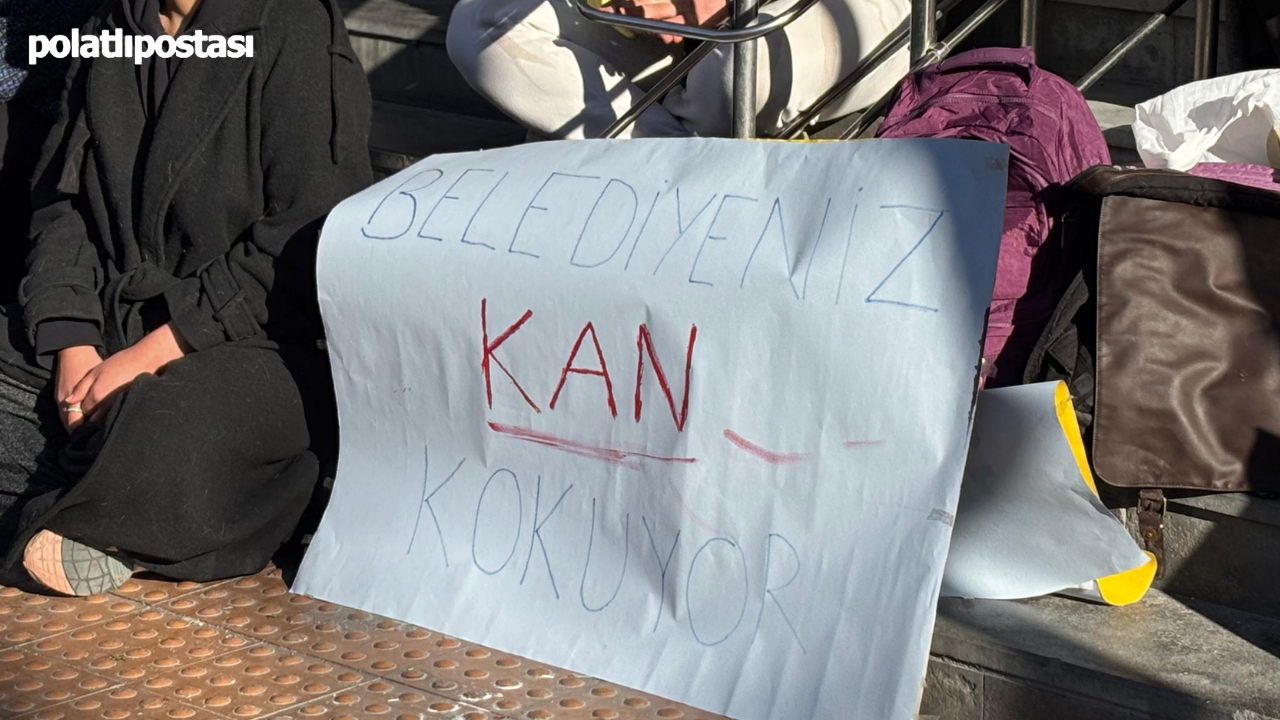 polatlıpostası
BELEDİYENİZ
KAN
KOKUYOR